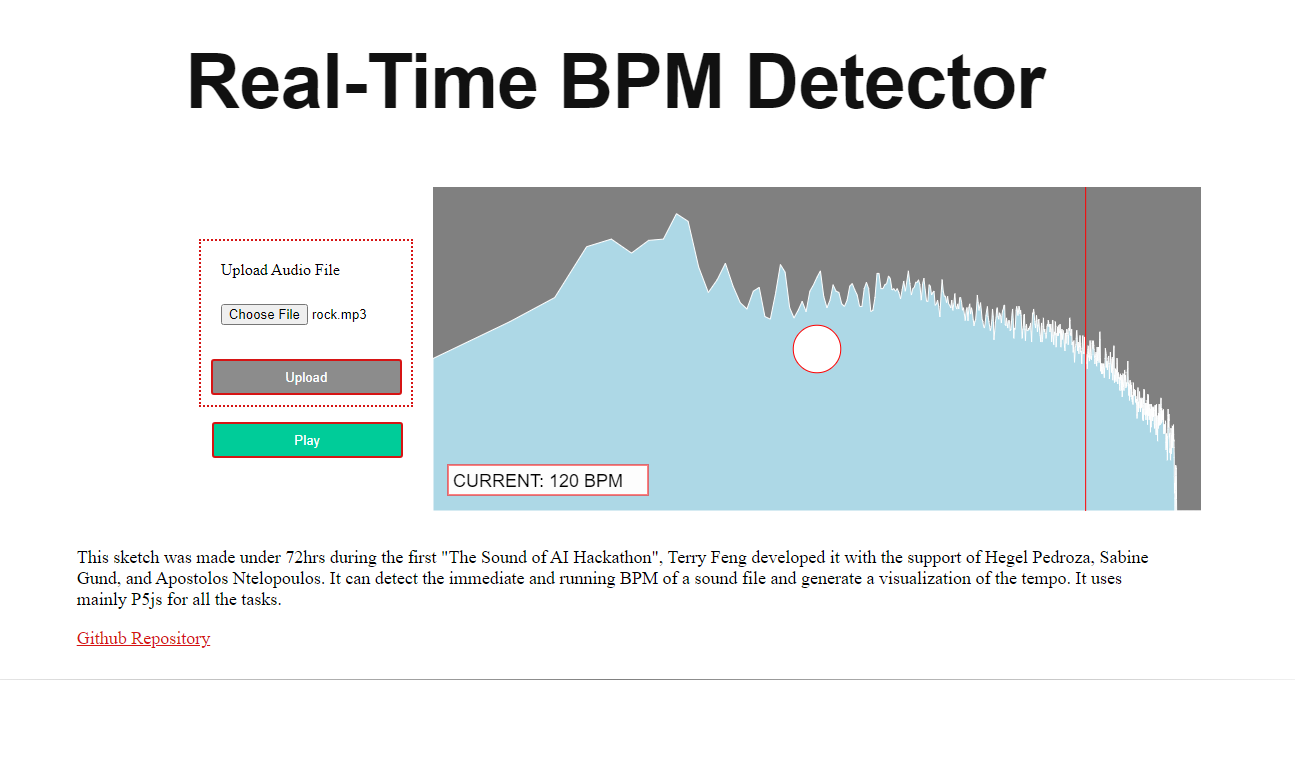 Real-Time BPM Detector
Upload Audio File
Choose File rock.mp3
Upload
Play
CURRENT: 120 BPM
This sketch was made under 72hrs during the first "The Sound of AI Hackathon", Terry Feng developed it with the support of Hegel Pedroza, Sabine
Gund, and Apostolos Ntelopoulos. It can detect the immediate and running BPM of a sound file and generate a visualization of the tempo. It uses
mainly P5js for all the tasks.
Github Repository